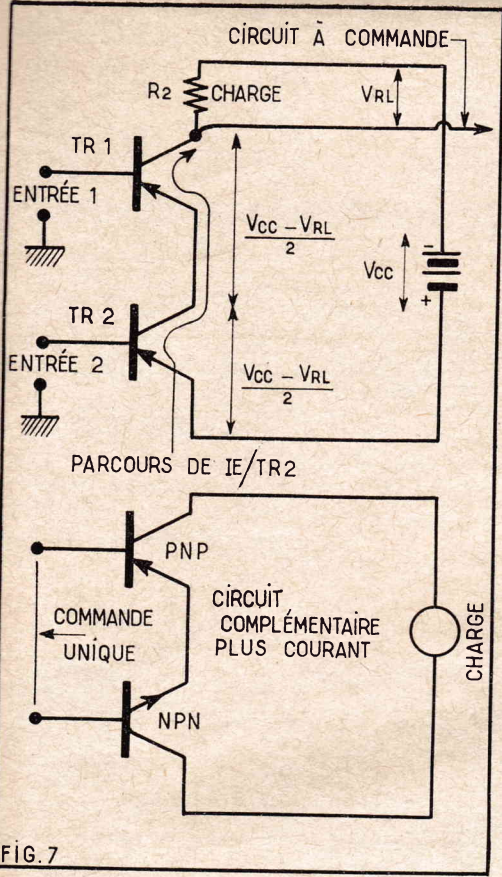 CIRCUIT À COMMANDE
R2
CHARGE
VRL
TR 1
ENTRÉE 1
VCC – VRL
2
VCC
–
+
TR 2
ENTRÉE 2
VCC – VRL
2
PARCOURS DE IE/TR2
PNP
COMMANDE
UNIQUE
CIRCUIT
COMPLÉMENTAIRE
PLUS COURANT
CHARGE
NPN
FIG. 7